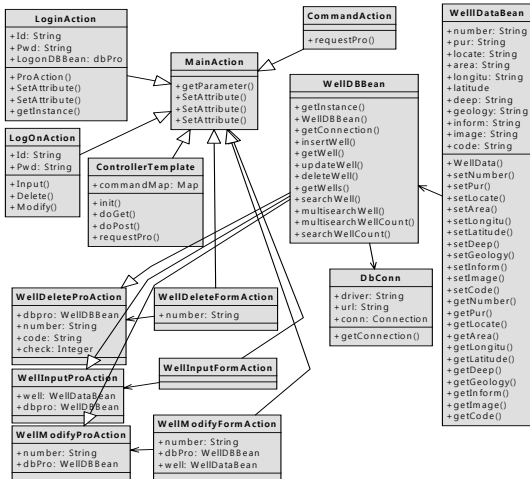 LoginAction
+Id: String
+Pwd: String
+LogonDBBean: dbPro
+ProAction()
+SetAttribute()
+SetAttribute()
+getInstance()
LogOnAction
+Id: String
+Pwd: String
+Input()
+Delete()
+Modify()
MainAction
+getParameter()
+SetAttribute()
+SetAttribute()
+SetAttribute()
CommandAction
+requestPro()
ControllerTemplate
+commandMap: Map
+init()
+doGet()
+doPost()
+requestPro()
WellDBBean
+getInstance()
+WellDBBean()
+getConnection()
+insertWell()
+getWell()
+updateWell()
+deleteWell()
+getWells()
+searchWell()
+multisearchWell()
+multisearchWellCount()
+searchWellCount()
WelllDataBean
+number: String
+pur: String
+locate: String
+area: String
+longitu: String
+latitude
+deep: String
+geology: String
+inform: String
+image: String
+code: String
+WellData()
+setNumber()
+setPur()
+setLocate()
+setArea()
+setLongitu()
+setLatitude()
+setDeep()
+setGeology()
+setInform()
+setImage()
+setCode()
+getNumber()
+getPur()
+getLocate()
+getArea()
+getLongitu()
+getLatitude()
+getDeep()
+getGeology()
+getInform()
+getImage()
+getCode()
DbConn
+driver: String
+url: String
+conn: Connection
+getConnection()
WellDeleteProAction
+dbpro: WellDBBean
+number: String
+code: String
+check: Integer
WellDeleteFormAction
+number: String
WellInputProAction
+well: WellDataBean
+dbpro: WellDBBean
WellInputFormAction
WellModifyProAction
+number: String
+dbPro: WellDBBean
WellModifyFormAction
+number: String
+dbPro: WellDBBean
+well: WellDataBean